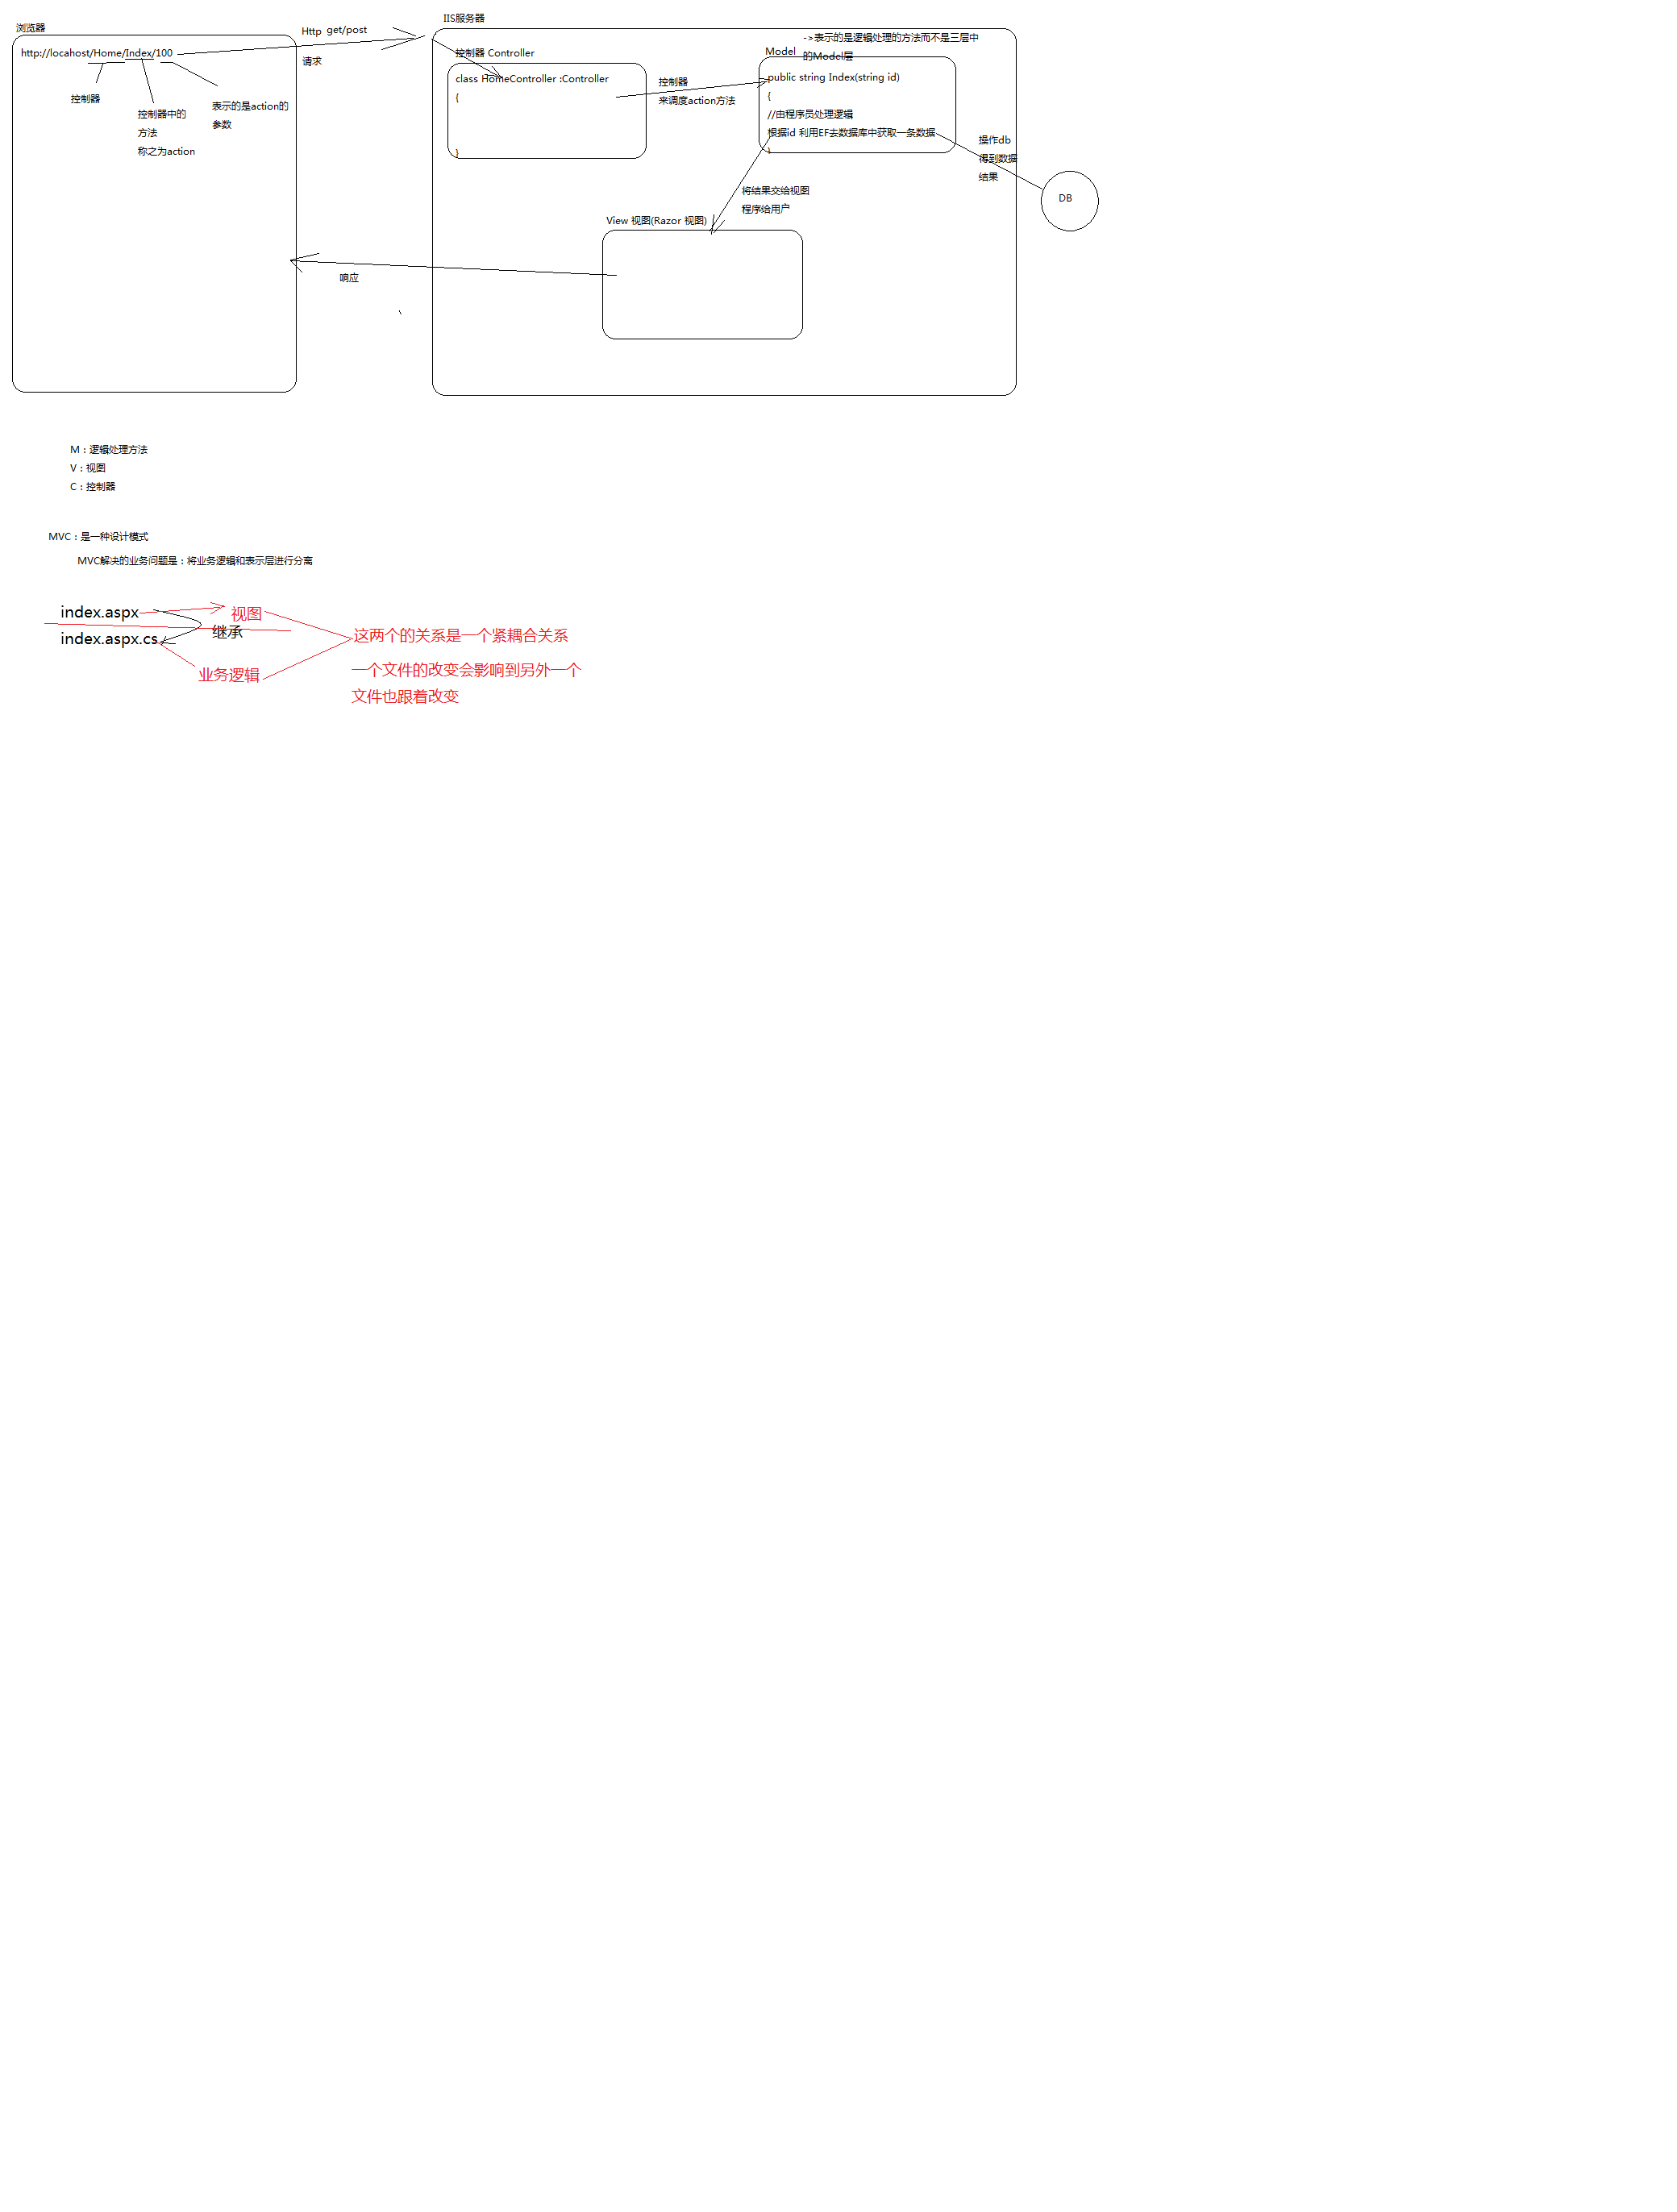 浏览器
http://locahost/Home/Index/100
控制器
控制器中的
方法
称之为action
表示的是action的
参数
Http get/post
请求
IIS服务器
控制器 Controller
class HomeController :Controller
{
}
控制器
来调度action方法
->表示的是逻辑处理的方法而不是三层中
的Model层
Model
public string Index(string id)
{
//由程序员处理逻辑
根据id 利用EF去数据库中获取一条数据
}
操作db
得到数据
结果
DB
将结果交给视图
程序给用户
View 视图(Razor 视图)
响应
M：逻辑处理方法
V：视图
C：控制器
MVC：是一种设计模式
MVC解决的业务问题是：将业务逻辑和表示层进行分离
index.aspx
视图
继承
index.aspx.cs
业务逻辑
这两个的关系是一个紧耦合关系
一个文件的改变会影响到另外一个
文件也跟着改变